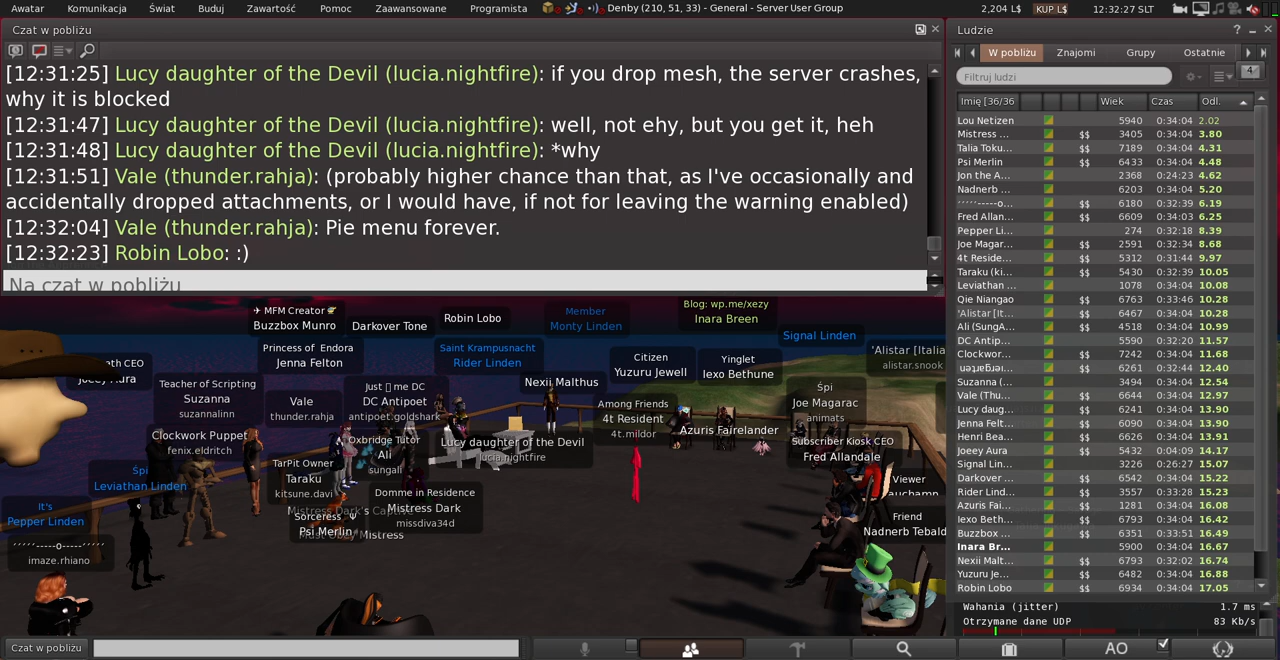 Awatar Komunikacja Świat Buduj Zawartość Pomoc Zaawansowane Programista Denby (210, 51, 33) - General - Server User Group 2,204 L$ KUP L$ 12:32:27 SLT
Czat w pobliżu
[12:31:25] Lucy daughter of the Devil (lucia.nightfire): if you drop mesh, the server crashes,
why it is blocked
[12:31:47] Lucy daughter of the Devil (lucia.nightfire): well, not ehy, but you get it, heh
[12:31:48] Lucy daughter of the Devil (lucia.nightfire): *why
[12:31:51] Vale (thunder.rahja): (probably higher chance than that, as I've occasionally and
accidentally dropped attachments, or I would have, if not for leaving the warning enabled)
[12:32:04] Vale (thunder.rahja): Pie menu forever.
[12:32:23] Robin Lobo: :)
Na czat w pobliżu
✈ MFM Creator
Buzzbox Munro
Darkover Tone
Robin Lobo
Member
Monty Linden
Blog: wp.me/xezy
Inara Breen
Signal Linden
Princess of Endora
Jenna Felton
Saint Krampusnacht
Rider Linden
Citizen
Yuzuru Jewell
Yinglet
Iexo Bethune
'Alistar [Italia
alistar.snook
ath CEO
Joeey Aura
Teacher of Scripting
Suzanna
suzannalinn
Vale
thunder.rahja
Just me DC
DC Antipoet
antipoet.goldshark
Nexii Malthus
Among Friends
4t Resident
4t.mildor
Azuris Fairelander
Śpi
Joe Magarac
animats
Clockwork Puppet
fenix.eldritch
Oxbridge Tutor
Ali
sungali
Lucy daughter of the Devil
lucia.nightfire
Subscriber Kiosk CEO
Fred Allandale
Śpi
Leviathan Linden
TarPit Owner
Taraku
kitsune.davi
Domme in Residence
Mistress Dark
missdiva34d
Viewer
It's
Pepper Linden
Mistress Dark's
Sorceress Ψ
Psi Merlin
Mistress
Friend
Nadnerb Tebald
´´´´´-----o-----´´´´´
imaze.rhiano
Ludzie
W pobliżu Znajomi Grupy Ostatnie
Filtruj ludzi 4
Imię [36/36 Wiek Czas Odl.
Lou Netizen 5940 0:34:04 2.02
Mistress ... $$ 3405 0:34:04 3.80
Talia Toku... $$ 7189 0:34:04 4.31
Psi Merlin $$ 6433 0:34:04 4.48
Jon the A... 2368 0:24:23 4.62
Nadnerb ... 6203 0:34:04 5.20
´´´´´-----o... $$ 6180 0:32:39 6.19
Fred Allan... $$ 6609 0:34:03 6.25
Pepper Li... 274 0:32:18 8.39
Joe Magar... $$ 2591 0:32:34 8.68
4t Reside... $$ 5312 0:31:44 9.97
Taraku (ki... $$ 5430 0:32:39 10.05
Leviathan ... 1078 0:34:04 10.08
Qie Niangao $$ 6763 0:33:46 10.28
'Alistar [It... $$ 6467 0:34:04 10.28
Ali (SungA... $$ 4518 0:34:04 10.99
DC Antip... 5590 0:32:20 11.57
Clockwor... $$ 7242 0:34:04 11.68
$$ 6261 0:32:44 12.40
Suzanna (... 3494 0:34:04 12.54
Vale (Thu... $$ 6644 0:34:04 12.97
Lucy daug... $$ 6241 0:34:04 13.90
Jenna Felt... $$ 6090 0:34:04 13.90
Henri Bea... $$ 6626 0:34:04 13.91
Joeey Aura $$ 5432 0:04:09 14.17
Signal Lin... 3226 0:26:27 15.07
Darkover ... $$ 6542 0:34:04 15.22
Rider Lind... $$ 3557 0:33:28 15.23
Azuris Fai... $$ 1281 0:34:04 16.08
Iexo Beth... $$ 6793 0:34:04 16.42
Buzzbox ... $$ 6351 0:33:51 16.49
Inara Br... 5900 0:34:04 16.67
Nexii Malt... $$ 6793 0:32:02 16.74
Yuzuru Je... $$ 6482 0:34:04 16.88
Robin Lobo $$ 6934 0:34:04 17.05
Wahania (jitter) 1.7 ms
Otrzymane dane UDP 83 Kb/s
Czat w pobliżu AO